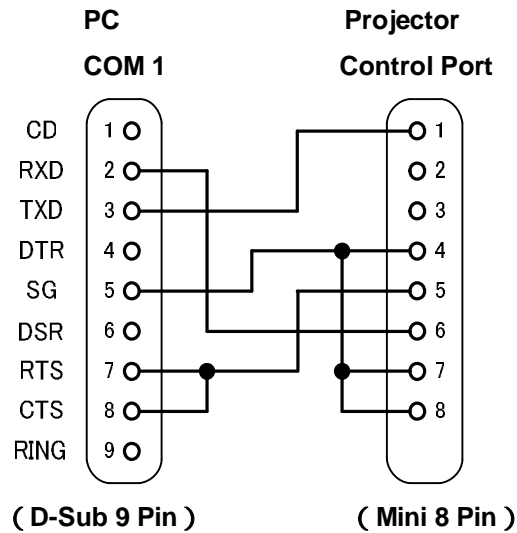 PC Projector
COM 1 Control Port
CD 1 1
RXD 2 2
TXD 3 3
DTR 4 4
SG 5 5
DSR 6 6
RTS 7 7
CTS 8 8
RING 9
( D-Sub 9 Pin ) ( Mini 8 Pin )